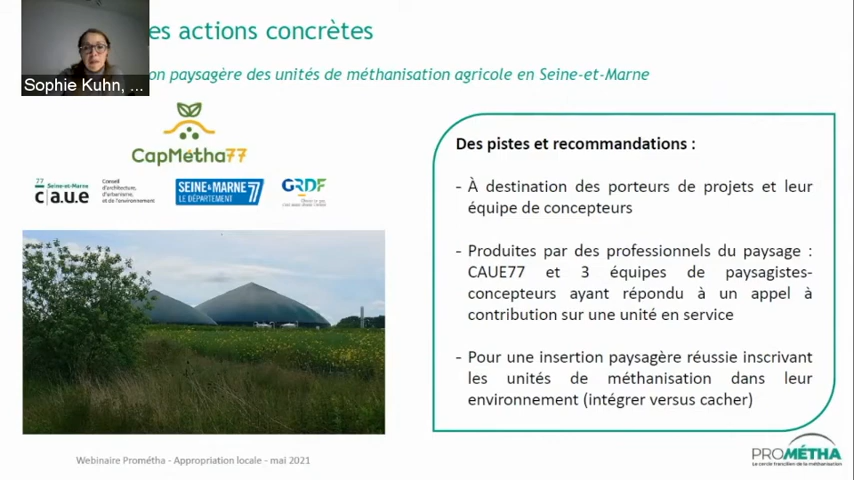 es actions concrètes
on paysagère des unités de méthanisation agricole en Seine-et-Marne
Sophie Kuhn, ...
CapMétha77
77 Seine-et-Marne
c|a.u.e
Conseil
d'architecture,
d'urbanisme,
et de l'environnement
SEINE&MARNE 77
LE DÉPARTEMENT
GRDF
Des pistes et recommandations :
- À destination des porteurs de projets et leur
équipe de concepteurs
- Produites par des professionnels du paysage :
CAUE77 et 3 équipes de paysagistes-
concepteurs ayant répondu à un appel à
contribution sur une unité en service
- Pour une insertion paysagère réussie inscrivant
les unités de méthanisation dans leur
environnement (intégrer versus cacher)
Webinaire Prométha - Appropriation locale - mai 2021
PROMÉTHA
Le cercle francilien de la méthanisation